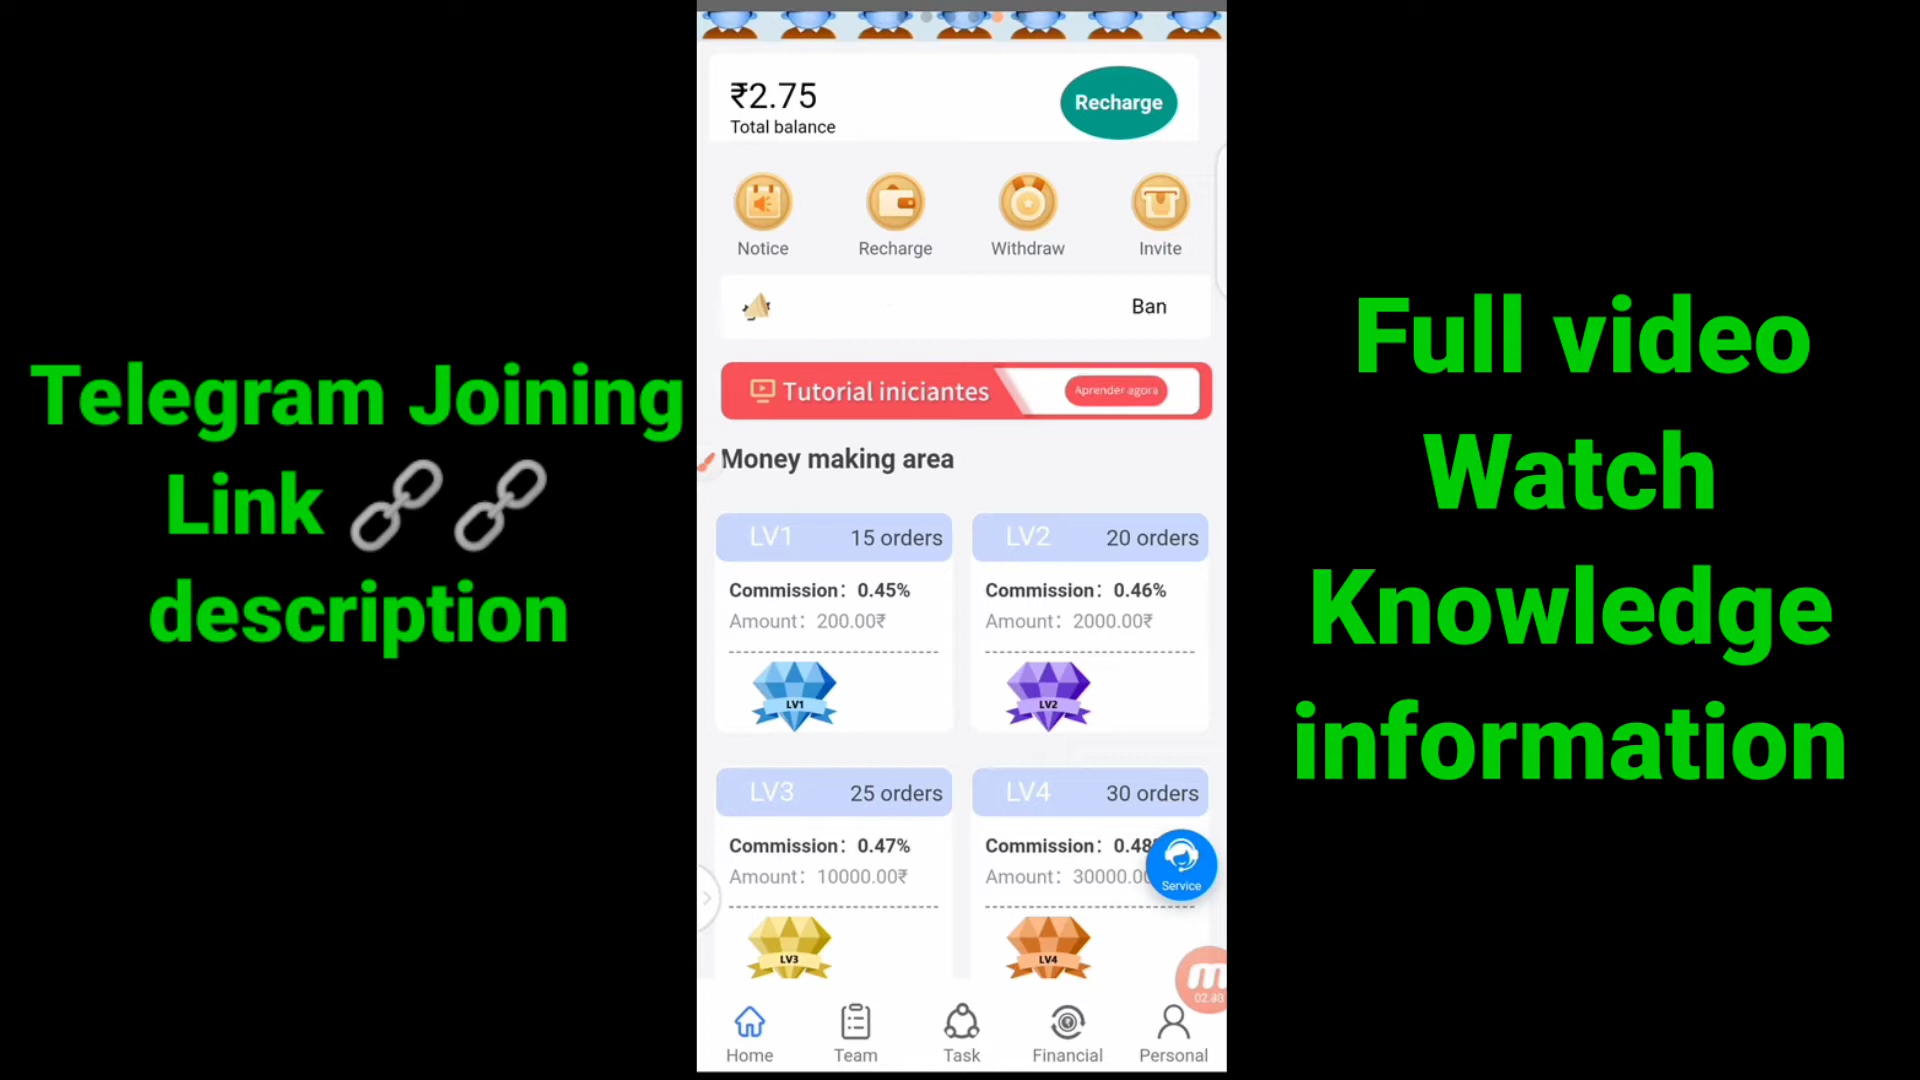 Telegram Joining
Link
description
₹2.75
Total balance
Recharge
Notice
Recharge
Withdraw
Invite
Ban
Tutorial iniciantes
Aprender agora
Money making area
LV1 15 orders
Commission: 0.45%
Amount: 200.00₹
LV1
LV2 20 orders
Commission: 0.46%
Amount: 2000.00₹
LV2
LV3 25 orders
Commission: 0.47%
Amount: 10000.00₹
LV3
LV4 30 orders
Commission: 0.48
Amount: 30000.00
LV4
Service
Home
Team
Task
Financial
Personal
Full video
Watch
Knowledge
information